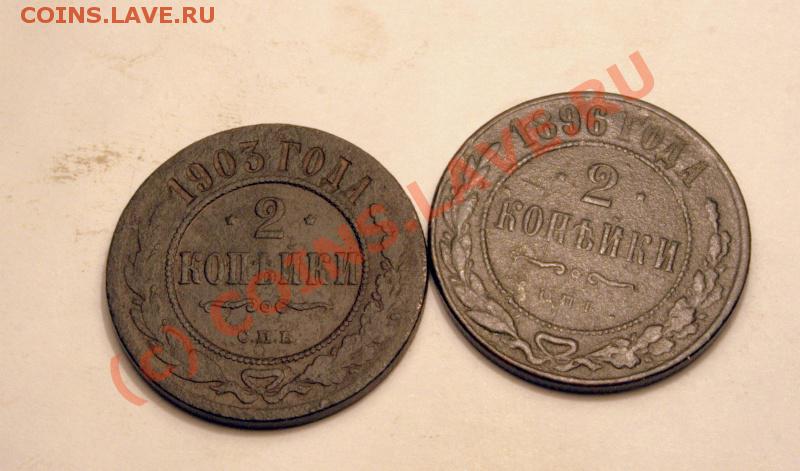 COINS.LAVE.RU
1903 ГОДА
2
КОПѢЙКИ
С.П.Б.
1896 ГОДА
2
КОПѢЙКИ
С.П.Б.
(c) COINS.LAVE.RU